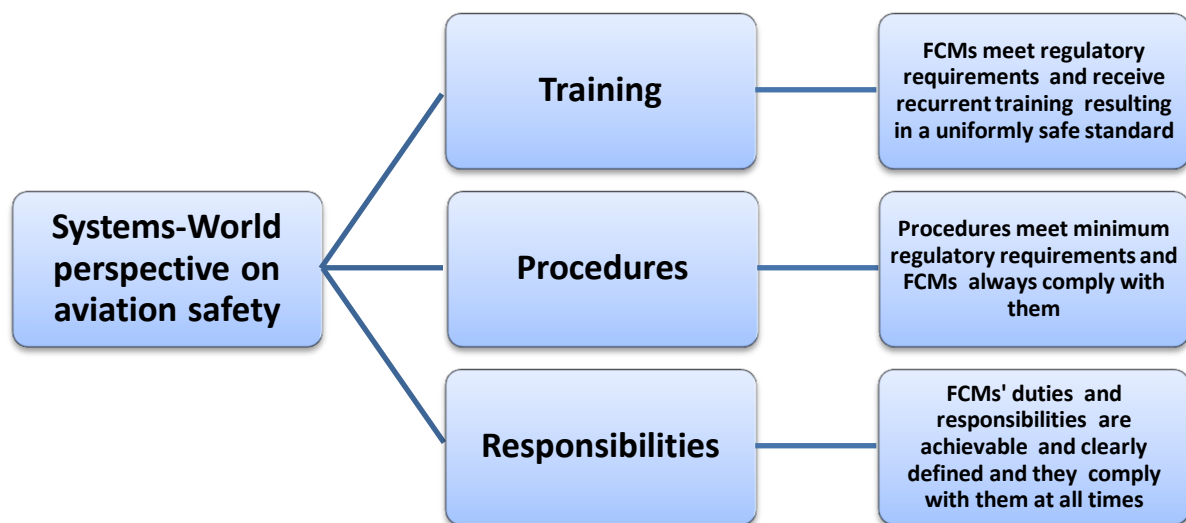 Systems-World
perspective on
aviation safety
Training
FCMs meet regulatory
requirements and receive
recurrent training resulting
in a uniformly safe standard
Procedures
Procedures meet minimum
regulatory requirements and
FCMs always comply with
them
Responsibilities
FCMs' duties and
responsibilities are
achievable and clearly
defined and they comply
with them at all times